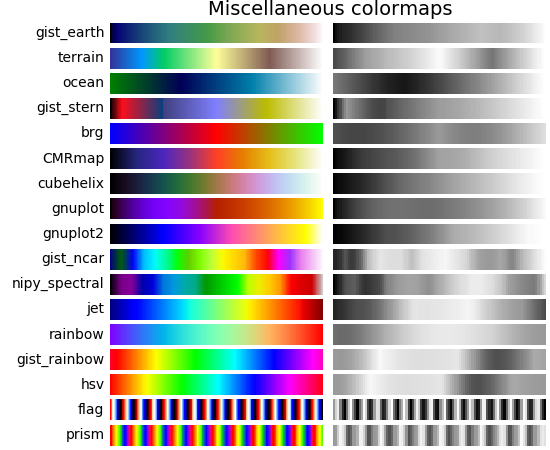 Miscellaneous colormaps
gist_earth
terrain
ocean
gist_stern
brg
CMRmap
cubehelix
gnuplot
gnuplot2
gist_ncar
nipy_spectral
jet
rainbow
gist_rainbow
hsv
flag
prism